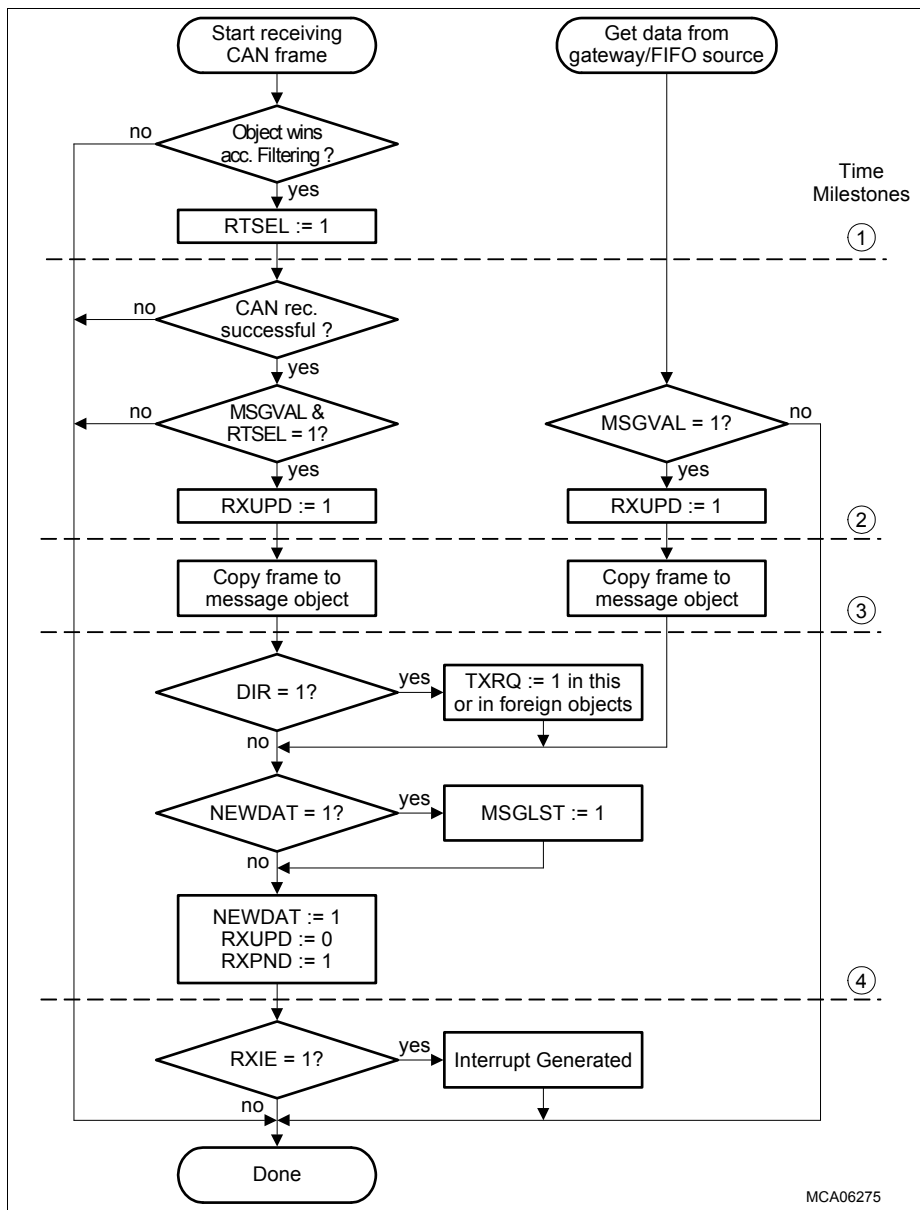 Start receiving
CAN frame
Get data from
gateway/FIFO source
no
Object wins
acc. Filtering ?
yes
Time
Milestones
RTSEL := 1
1
no
CAN rec.
successful ?
yes
no
MSGVAL &
RTSEL = 1?
yes
MSGVAL = 1?
no
yes
RXUPD := 1
RXUPD := 1
2
Copy frame to
message object
Copy frame to
message object
3
DIR = 1?
yes
TXRQ := 1 in this
or in foreign objects
no
NEWDAT = 1?
yes
MSGLST := 1
no
NEWDAT := 1
RXUPD := 0
RXPND := 1
4
RXIE = 1?
yes
Interrupt Generated
no
Done
MCA06275